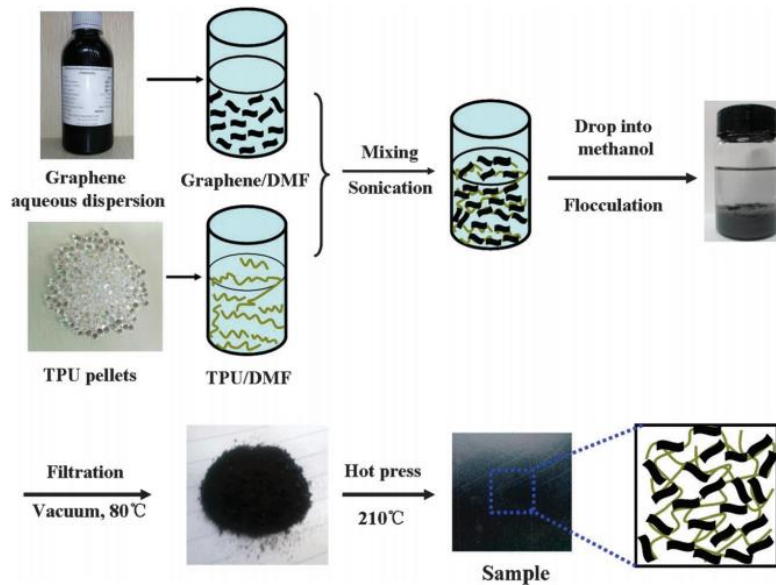 Graphene
aqueous dispersion
Graphene/DMF
TPU pellets
TPU/DMF
Mixing
Sonication
Drop into
methanol
Flocculation
Filtration
Vacuum, 80℃
Hot press
210℃
Sample